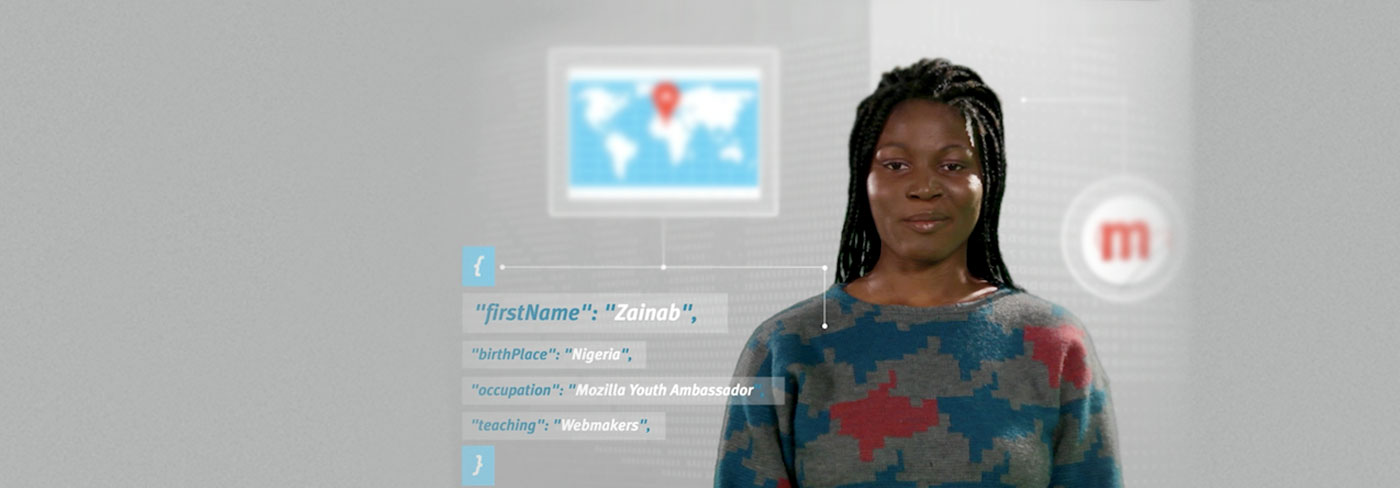 {
"firstName": "Zainab",
"birthPlace": "Nigeria",
"occupation": "Mozilla Youth Ambassador",
"teaching": "Webmakers",
}
m